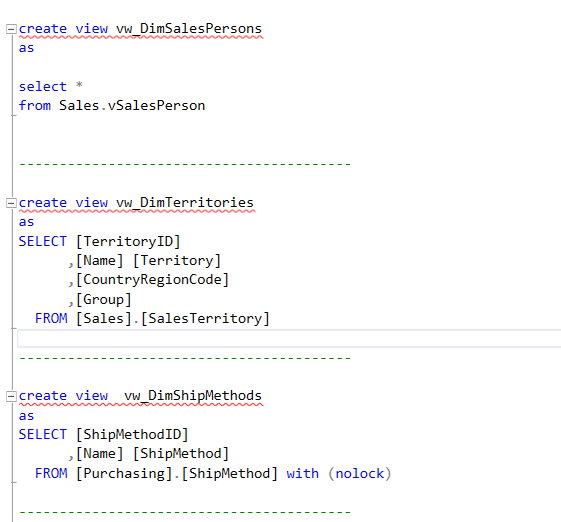 create view vw_DimSalesPersons
as
select *
from Sales.vSalesPerson
-----------------------------------------
create view vw_DimTerritories
as
SELECT [TerritoryID]
,[Name] [Territory]
,[CountryRegionCode]
,[Group]
FROM [Sales].[SalesTerritory]
-----------------------------------------
create view  vw_DimShipMethods
as
SELECT [ShipMethodID]
,[Name] [ShipMethod]
FROM [Purchasing].[ShipMethod] with (nolock)
-----------------------------------------